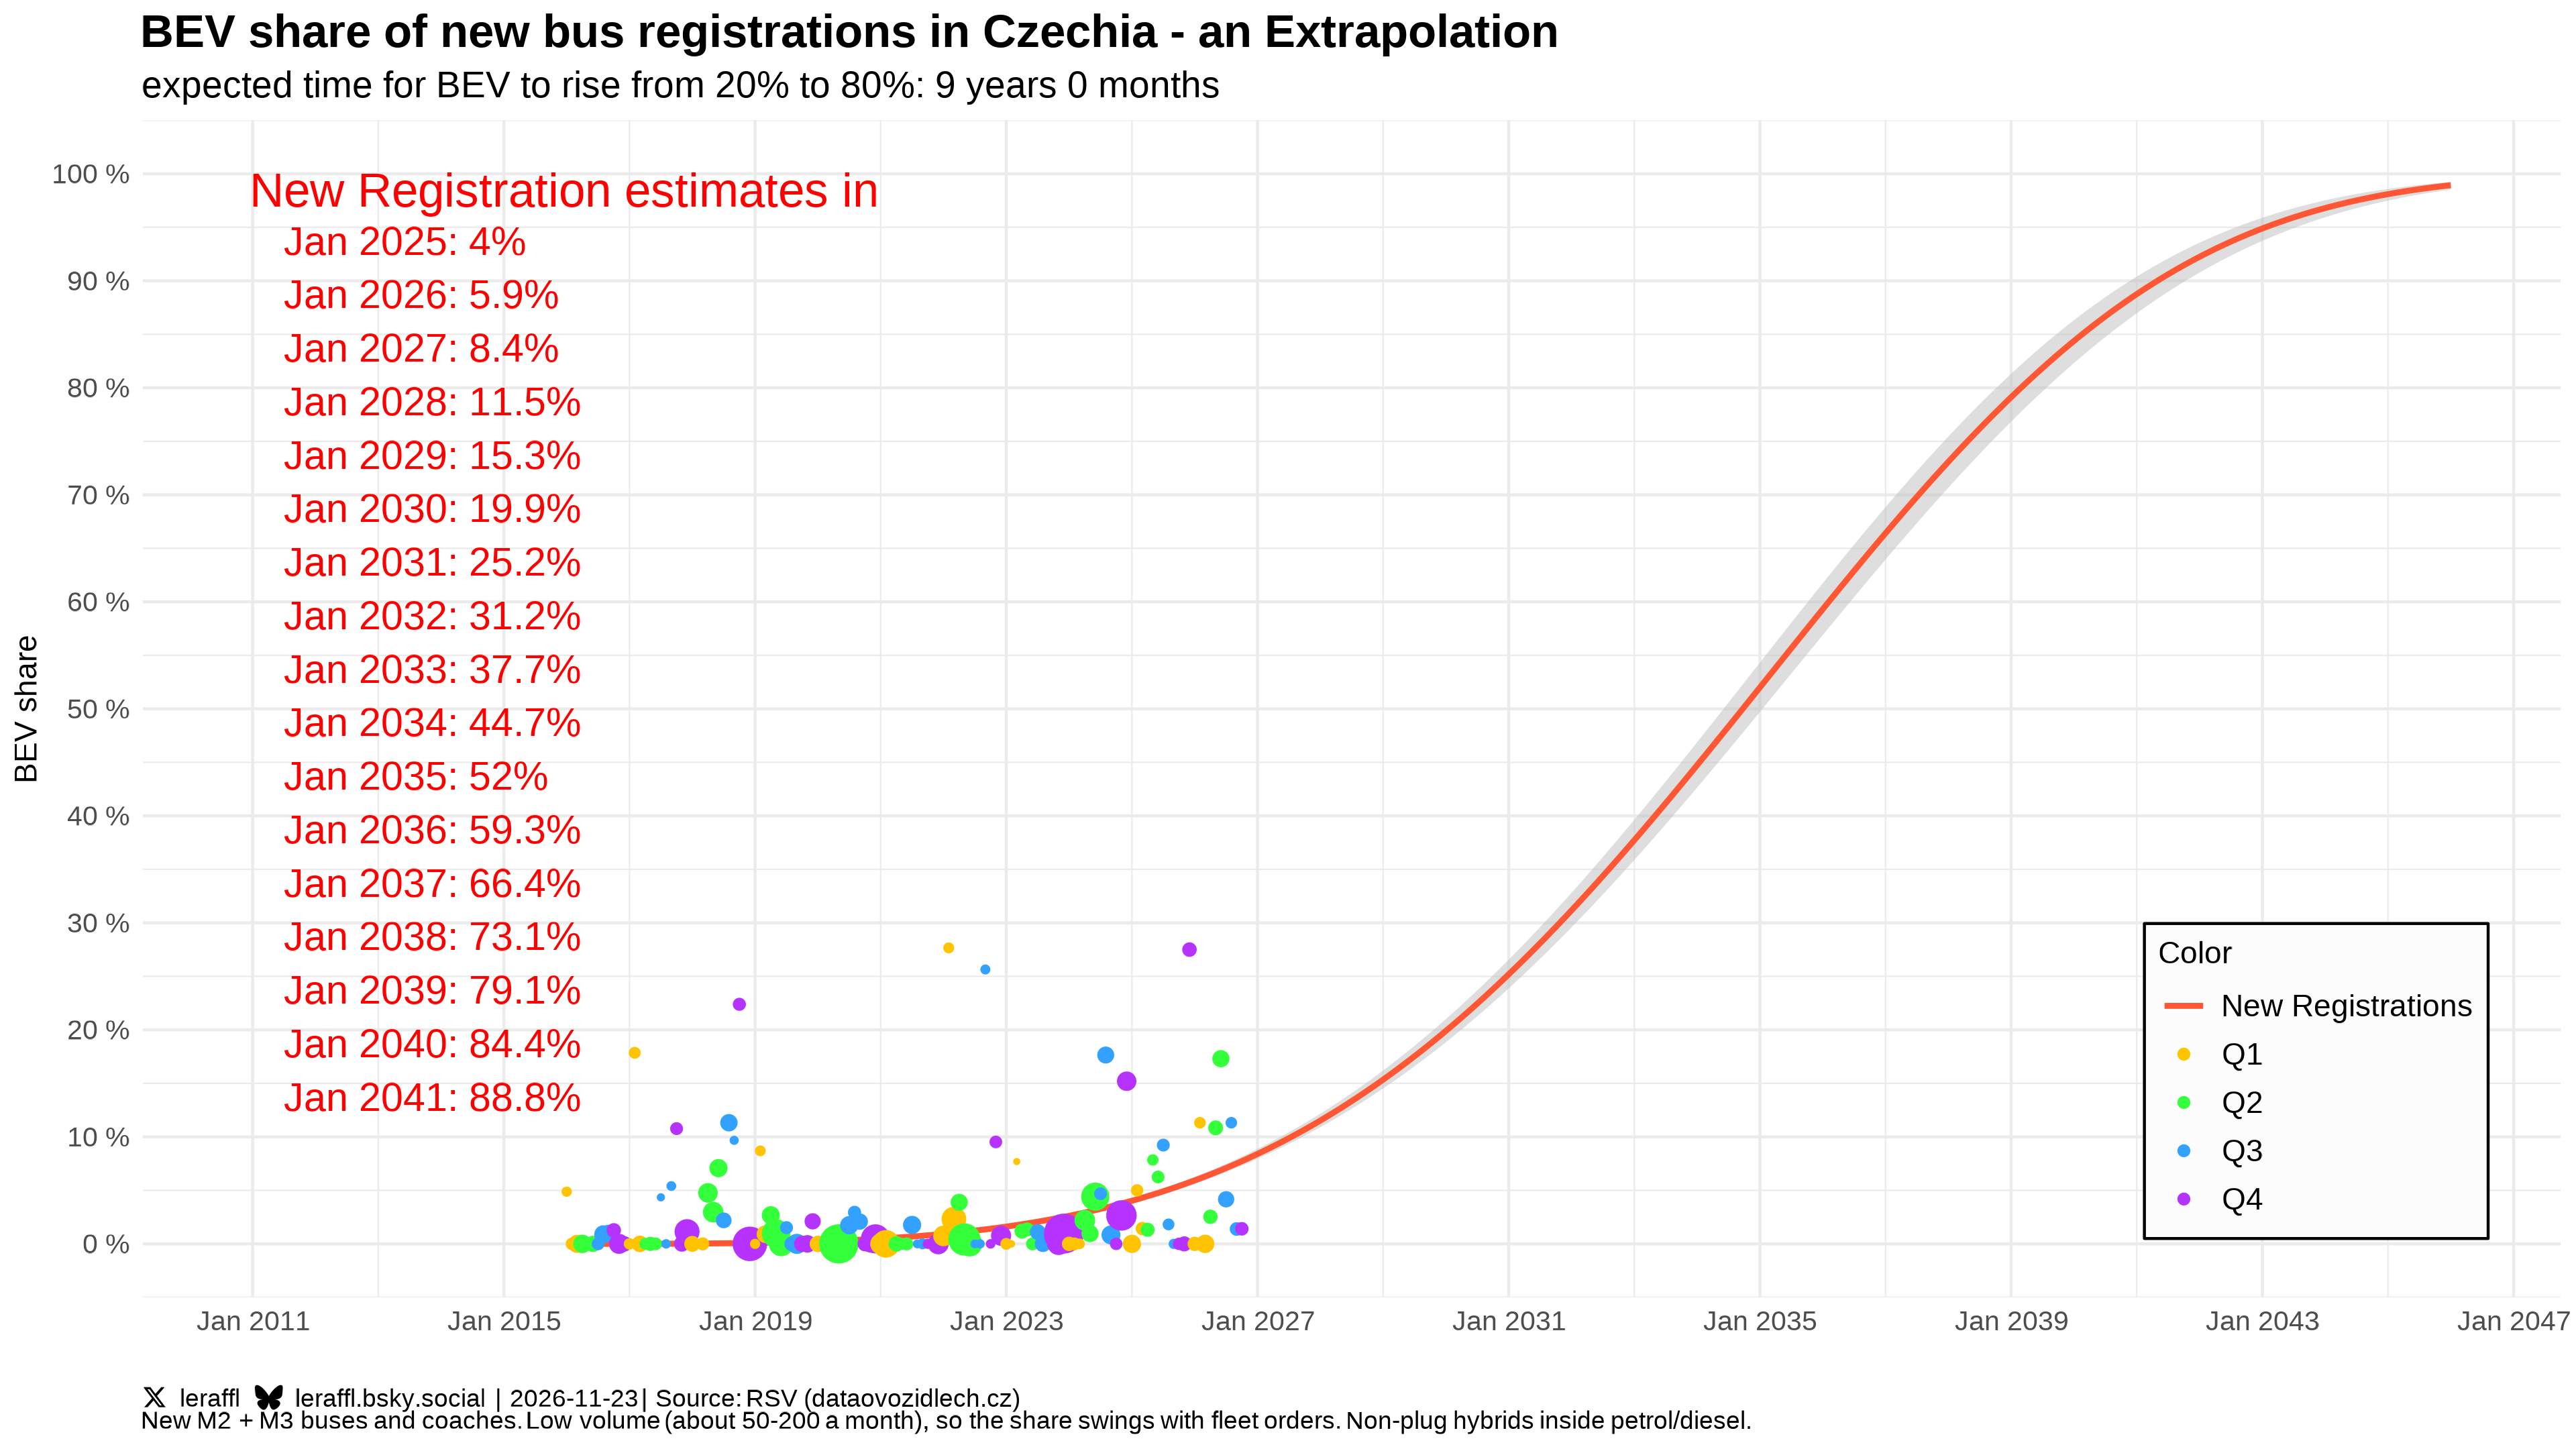 BEV share of new bus registrations in Czechia - an Extrapolation
expected time for BEV to rise from 20% to 80%: 9 years 0 months
100 %
90 %
80 %
70 %
60 %
50 %
40 %
30 %
20 %
10 %
0 %
BEV share
New Registration estimates in
Jan 2025: 4%
Jan 2026: 5.9%
Jan 2027: 8.4%
Jan 2028: 11.5%
Jan 2029: 15.3%
Jan 2030: 19.9%
Jan 2031: 25.2%
Jan 2032: 31.2%
Jan 2033: 37.7%
Jan 2034: 44.7%
Jan 2035: 52%
Jan 2036: 59.3%
Jan 2037: 66.4%
Jan 2038: 73.1%
Jan 2039: 79.1%
Jan 2040: 84.4%
Jan 2041: 88.8%
Color
New Registrations
Q1
Q2
Q3
Q4
Jan 2011 Jan 2015 Jan 2019 Jan 2023 Jan 2027 Jan 2031 Jan 2035 Jan 2039 Jan 2043 Jan 2047
leraffl leraffl.bsky.social | 2026-11-23 | Source: RSV (dataovozidlech.cz)
New M2 + M3 buses and coaches. Low volume (about 50-200 a month), so the share swings with fleet orders. Non-plug hybrids inside petrol/diesel.